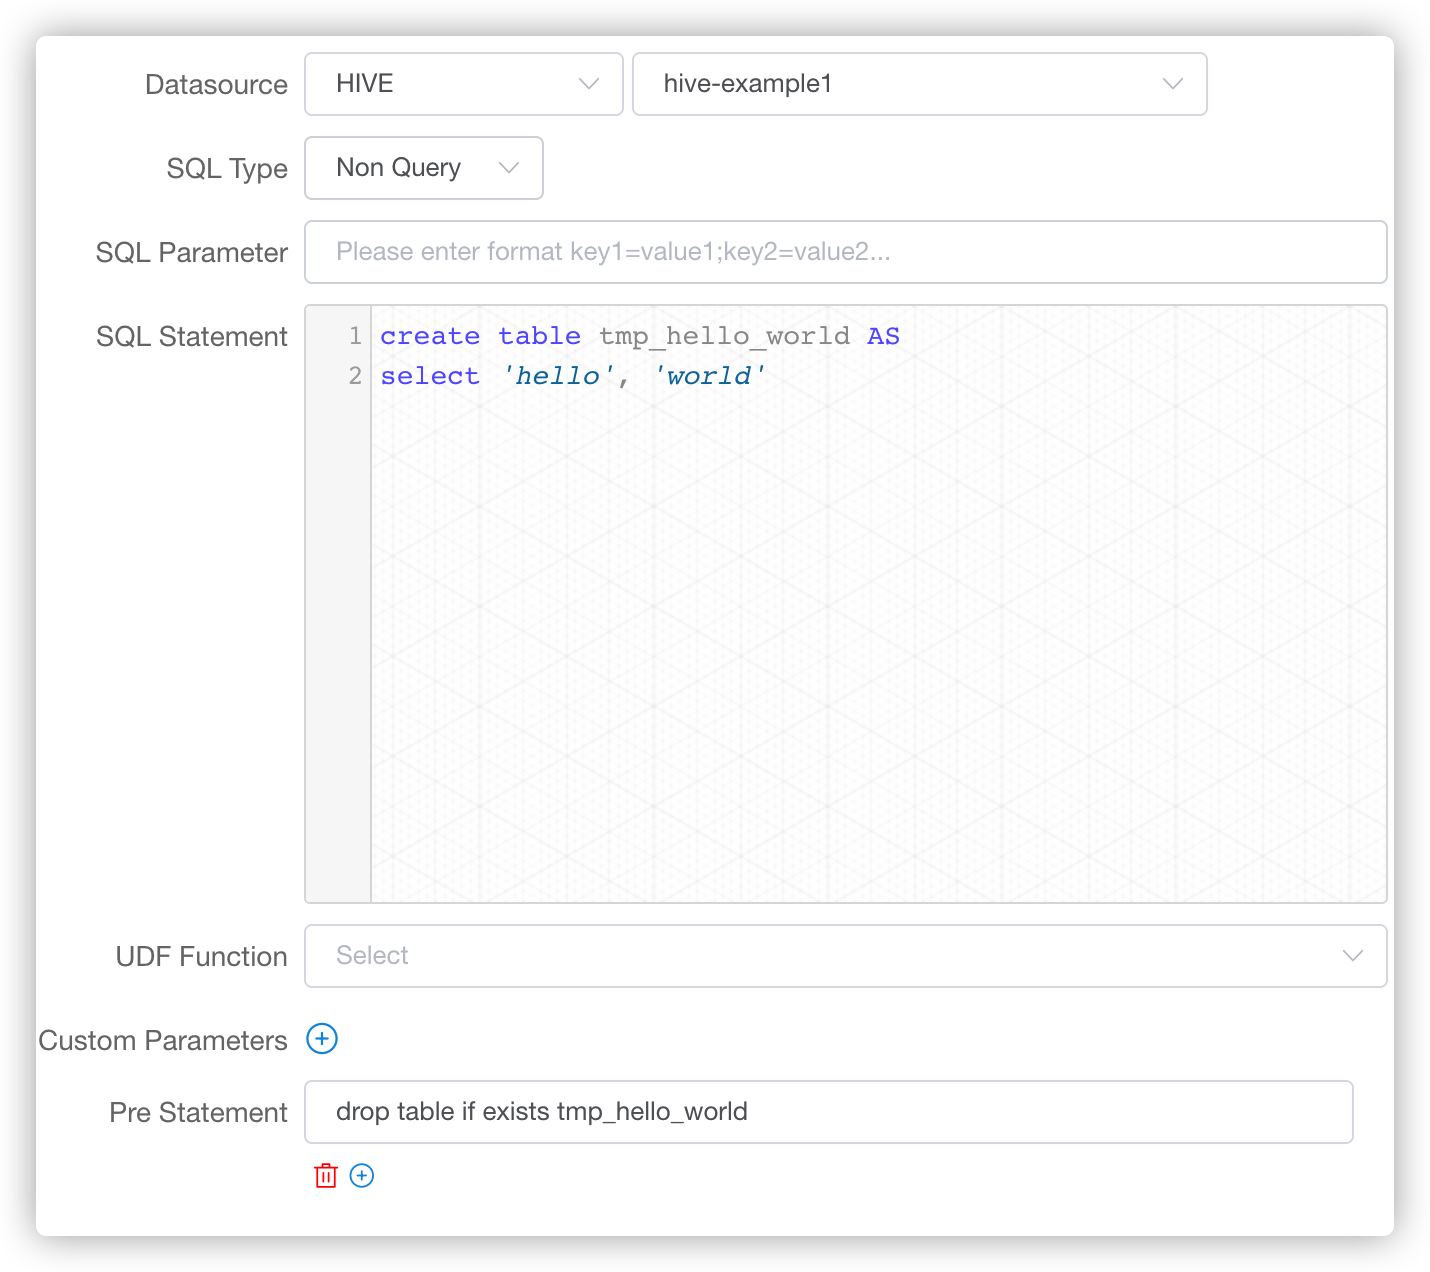 Datasource HIVE hive-example1
SQL Type Non Query
SQL Parameter Please enter format key1=value1;key2=value2...
SQL Statement 1 create table tmp_hello_world AS
2 select 'hello', 'world'
UDF Function Select
Custom Parameters
Pre Statement drop table if exists tmp_hello_world